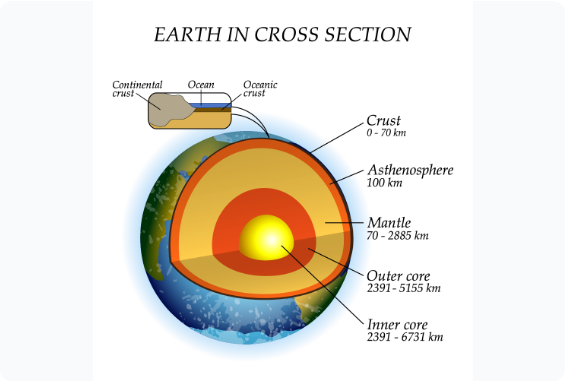 EARTH IN CROSS SECTION
Continental
crust
Ocean
Oceanic
crust
Crust
0 - 70 km
Asthenosphere
100 km
Mantle
70 - 2885 km
Outer core
2391 - 5155 km
Inner core
2391 - 6731 km